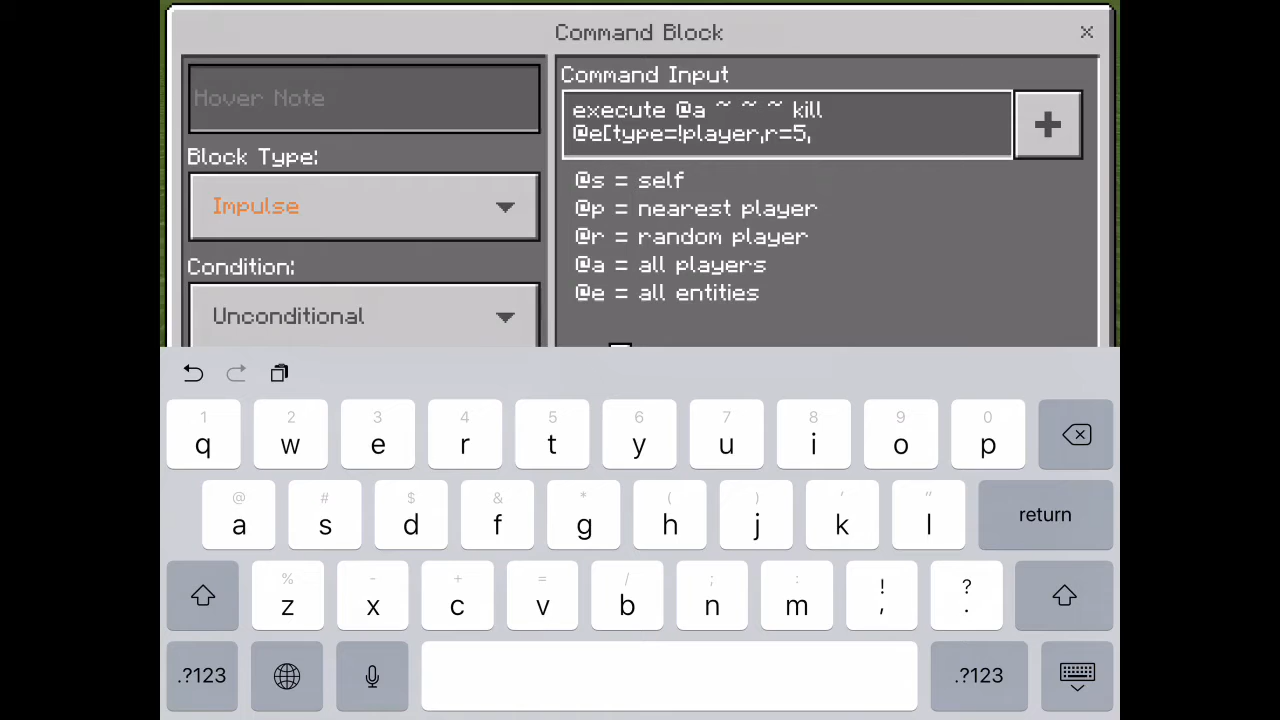 Command Block
Hover Note
Block Type:
Impulse
Condition:
Unconditional
Command Input
execute @a ~ ~ ~ kill
@e[type=!player,r=5,
@s = self
@p = nearest player
@r = random player
@a = all players
@e = all entities
1 2 3 4 5 6 7 8 9 0
q w e r t y u i o p
@ # $ & * ( ) ' "
a s d f g h j k l return
% - + = / ; : ! ?
z x c v b n m , .
.?123 .?123